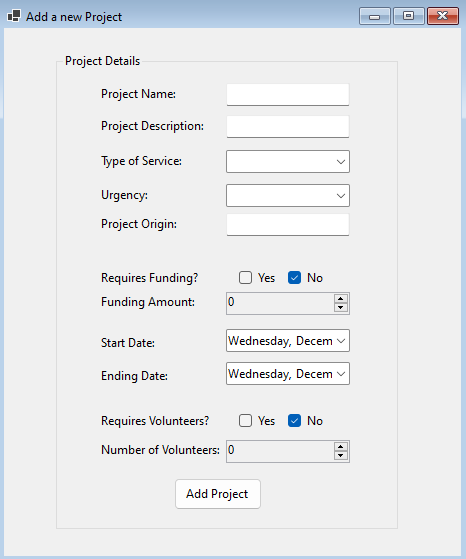 Add a new Project
Project Details
Project Name:
Project Description:
Type of Service:
Urgency:
Project Origin:
Requires Funding? Yes No
Funding Amount: 0
Start Date: Wednesday, Decem
Ending Date: Wednesday, Decem
Requires Volunteers? Yes No
Number of Volunteers: 0
Add Project